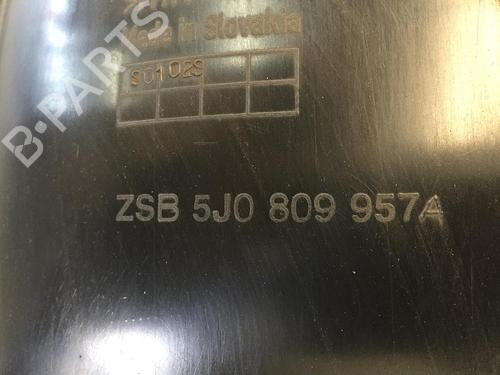 Made in Slovakia
S0102S
ZSB 5J0 809 957A
B-PARTS